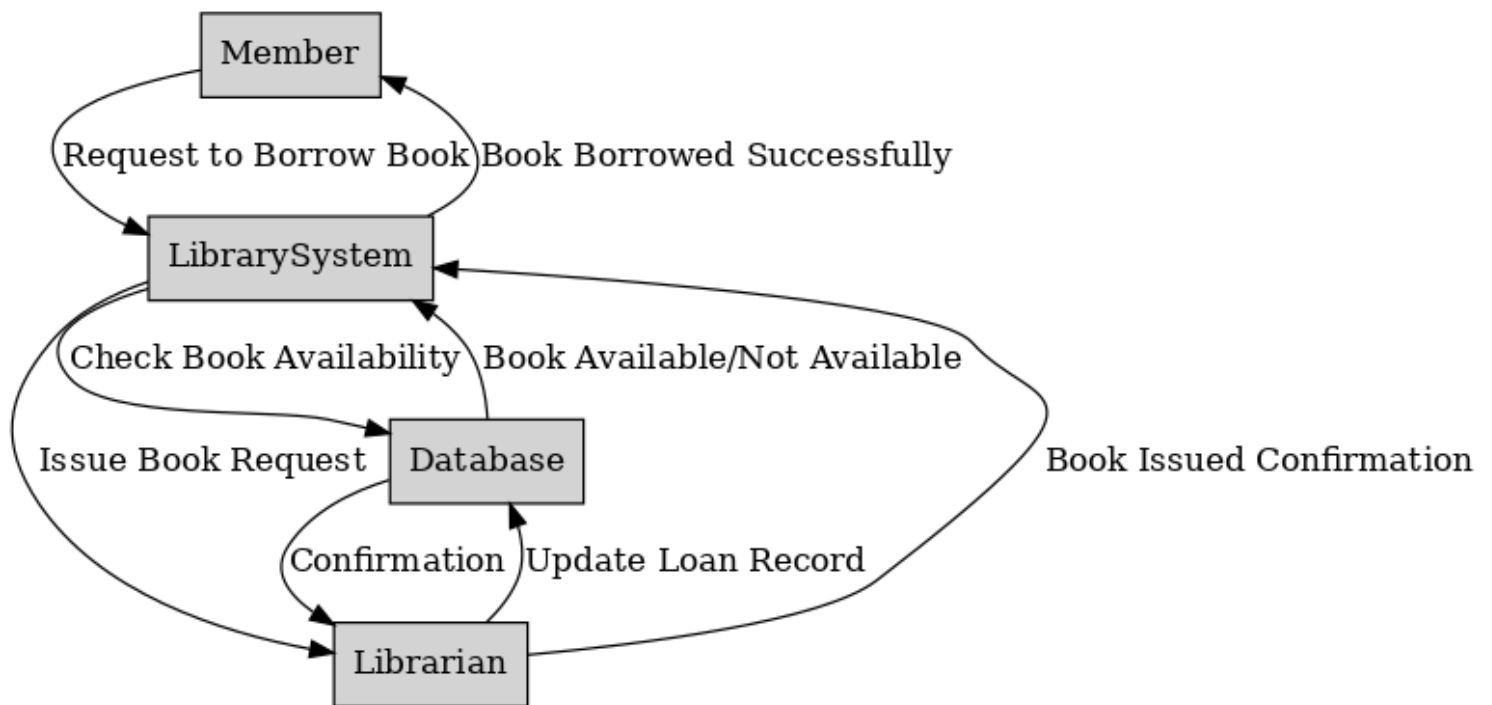 Member
Request to Borrow Book
Book Borrowed Successfully
LibrarySystem
Check Book Availability
Book Available/Not Available
Issue Book Request
Database
Book Issued Confirmation
Confirmation
Update Loan Record
Librarian